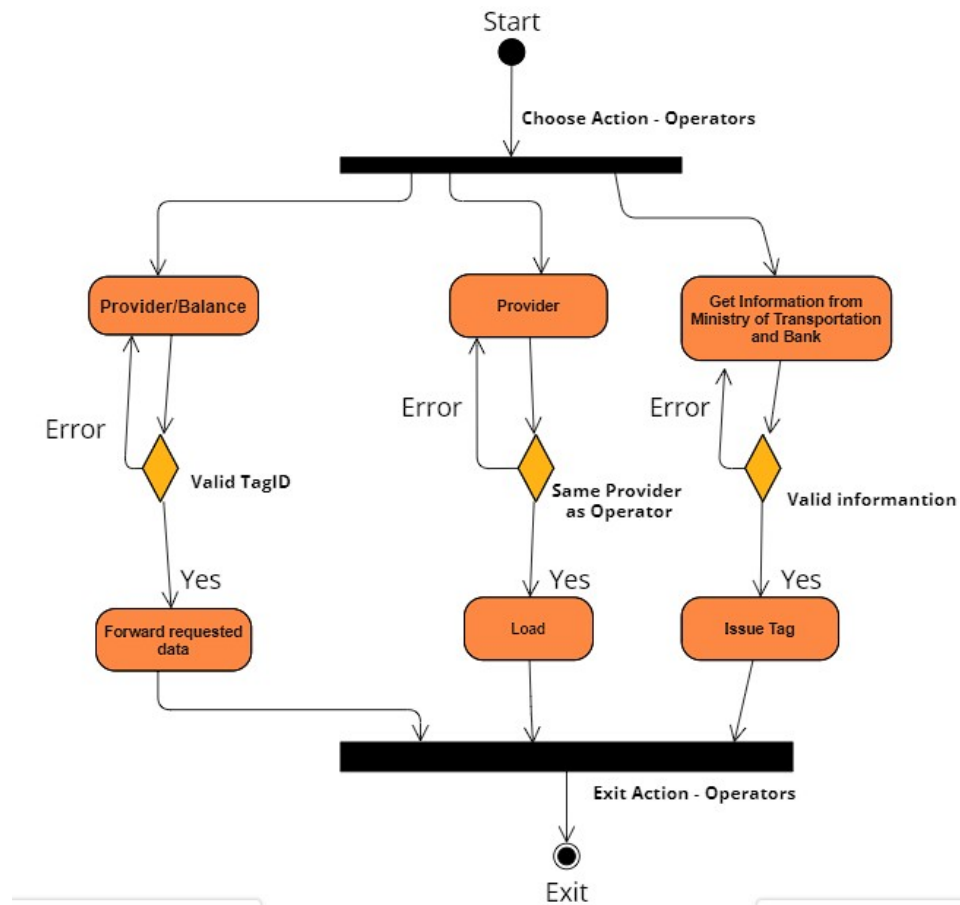 Start
Choose Action - Operators
Provider/Balance
Provider
Get Information from
Ministry of Transportation
and Bank
Error
Error
Error
Valid TagID
Same Provider
as Operator
Valid informantion
Yes
Yes
Yes
Forward requested
data
Load
Issue Tag
Exit Action - Operators
Exit